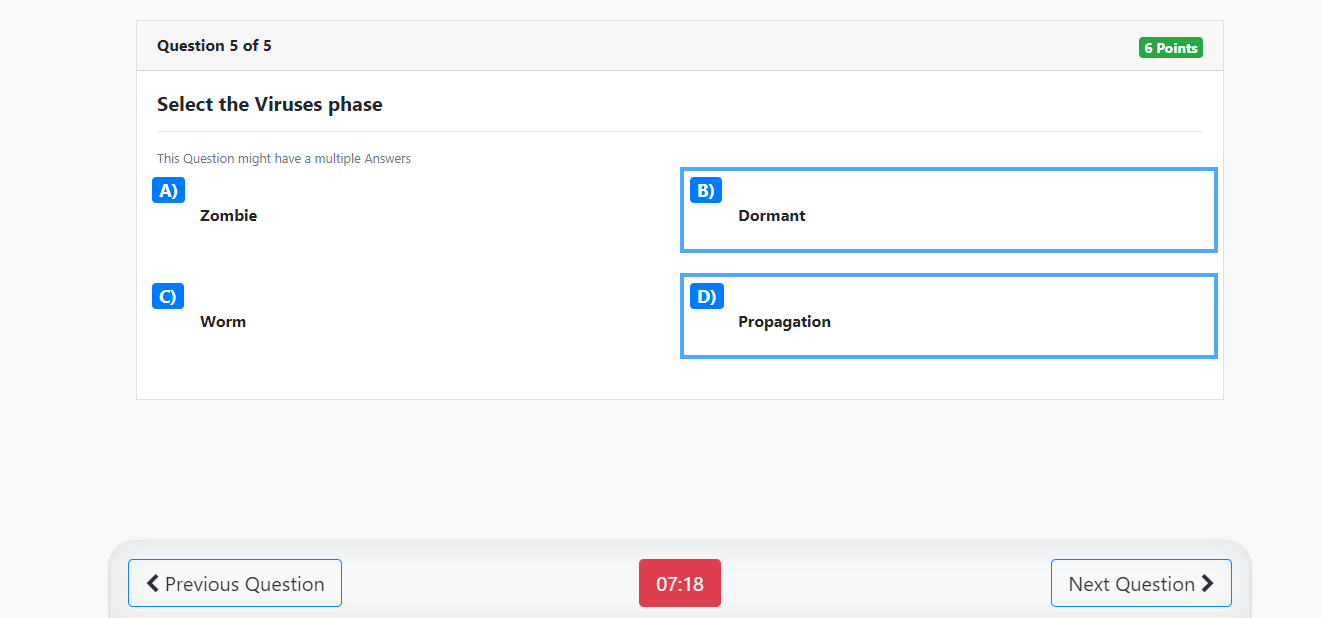 Question 5 of 5
6 Points
Select the Viruses phase
This Question might have a multiple Answers
A)
Zombie
B)
Dormant
C)
Worm
D)
Propagation
Previous Question
07:18
Next Question